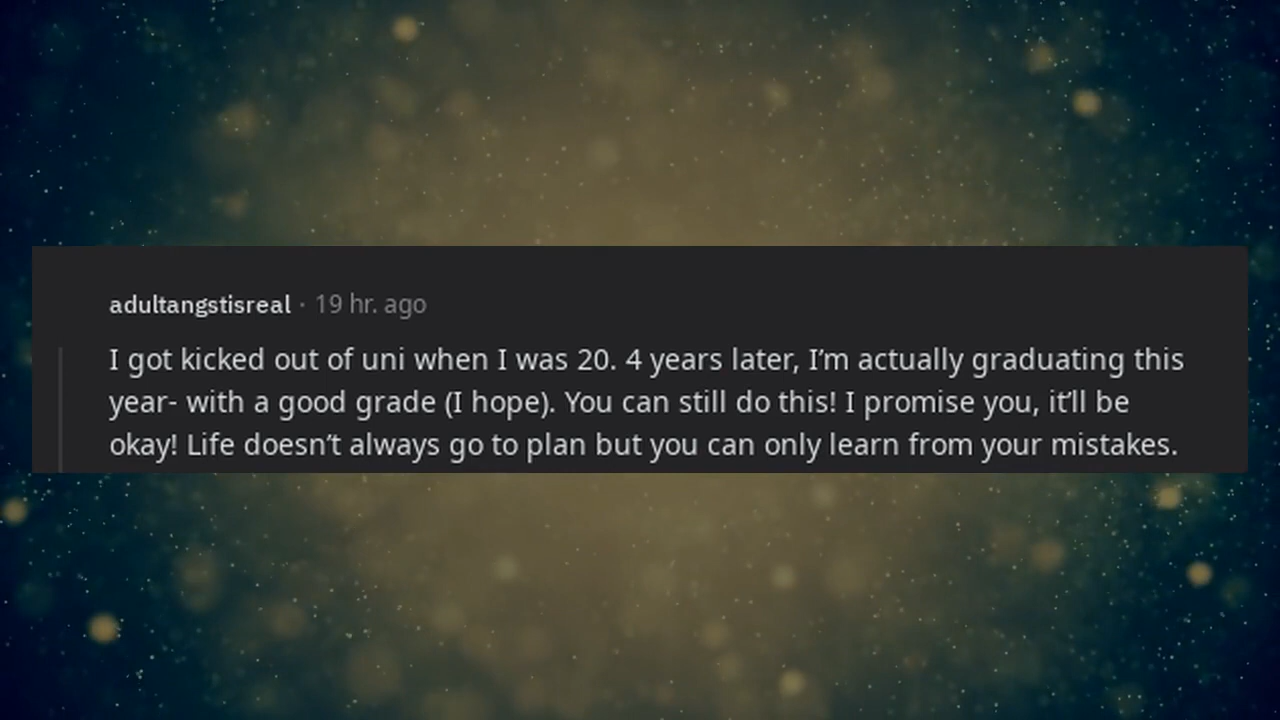 adultangstisreal · 19 hr. ago
I got kicked out of uni when I was 20. 4 years later, I’m actually graduating this
year- with a good grade (I hope). You can still do this! I promise you, it’ll be
okay! Life doesn’t always go to plan but you can only learn from your mistakes.